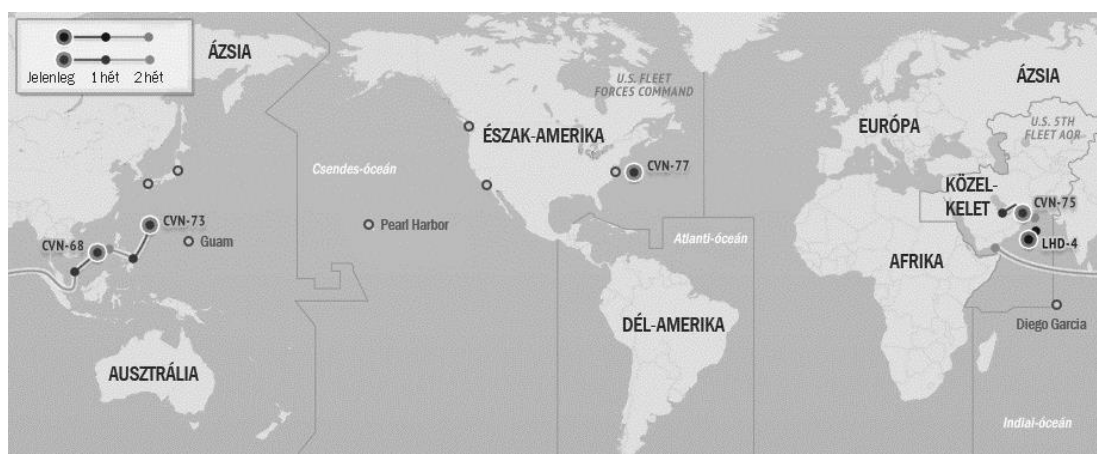 Jelenleg 1 hét 2 hét
ÁZSIA
U.S. FLEET
FORCES COMMAND
ÉSZAK-AMERIKA
CVN-77
Csendes-óceán
CVN-73
CVN-68
Guam
Pearl Harbor
Atlanti-óceán
DÉL-AMERIKA
AUSZTRÁLIA
ÁZSIA
EURÓPA
U.S. 5TH
FLEET AOR
KÖZEL-
KELET
CVN-75
LHD-4
AFRIKA
Diego Garcia
Indiai-óceán